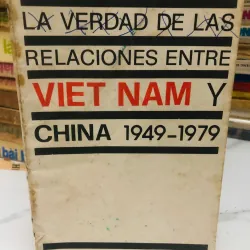 LA VERDAD DE LAS
RELACIONES ENTRE
VIET NAM Y
CHINA 1949-1979